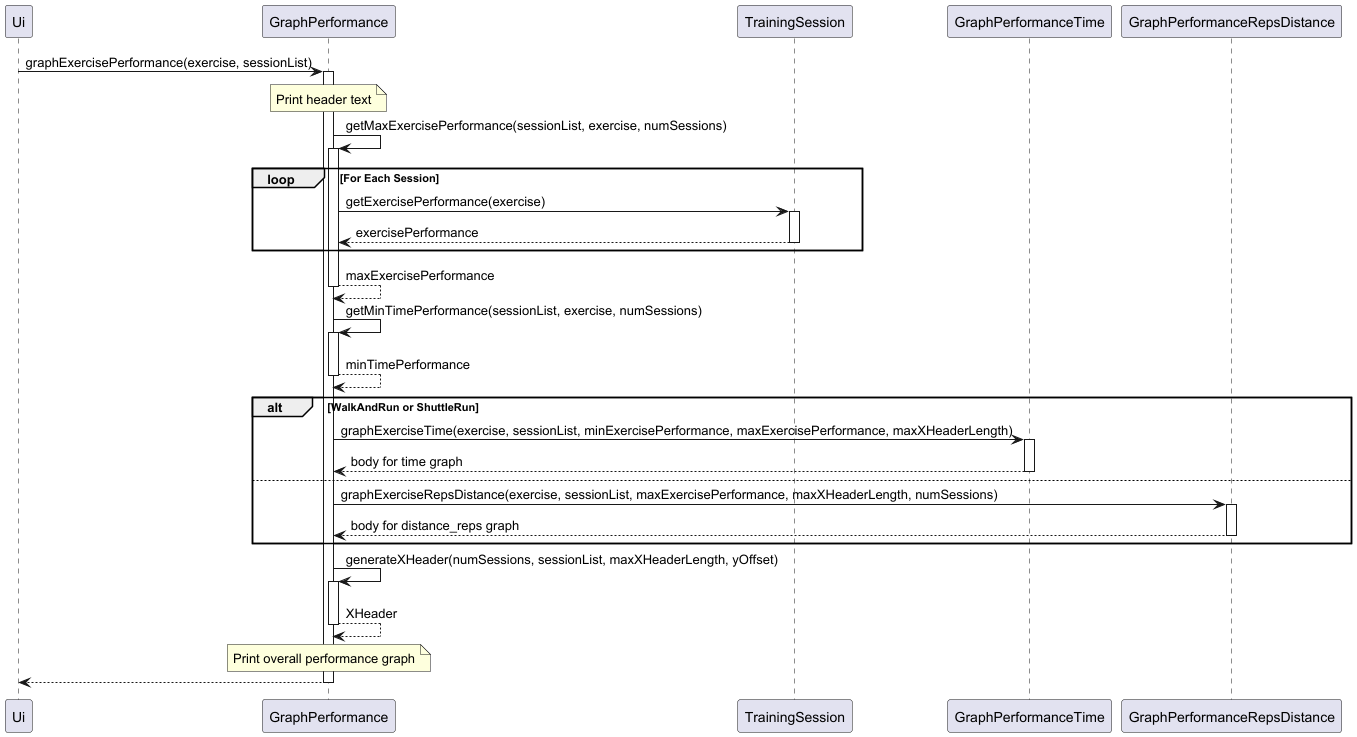 Ui
GraphPerformance
TrainingSession
GraphPerformanceTime
GraphPerformanceRepsDistance
graphExercisePerformance(exercise, sessionList)
Print header text
getMaxExercisePerformance(sessionList, exercise, numSessions)
loop
[For Each Session]
getExercisePerformance(exercise)
exercisePerformance
maxExercisePerformance
getMinTimePerformance(sessionList, exercise, numSessions)
minTimePerformance
alt
[WalkAndRun or ShuttleRun]
graphExerciseTime(exercise, sessionList, minExercisePerformance, maxExercisePerformance, maxXHeaderLength)
body for time graph
graphExerciseRepsDistance(exercise, sessionList, maxExercisePerformance, maxXHeaderLength, numSessions)
body for distance_reps graph
generateXHeader(numSessions, sessionList, maxXHeaderLength, yOffset)
XHeader
Print overall performance graph
Ui
GraphPerformance
TrainingSession
GraphPerformanceTime
GraphPerformanceRepsDistance